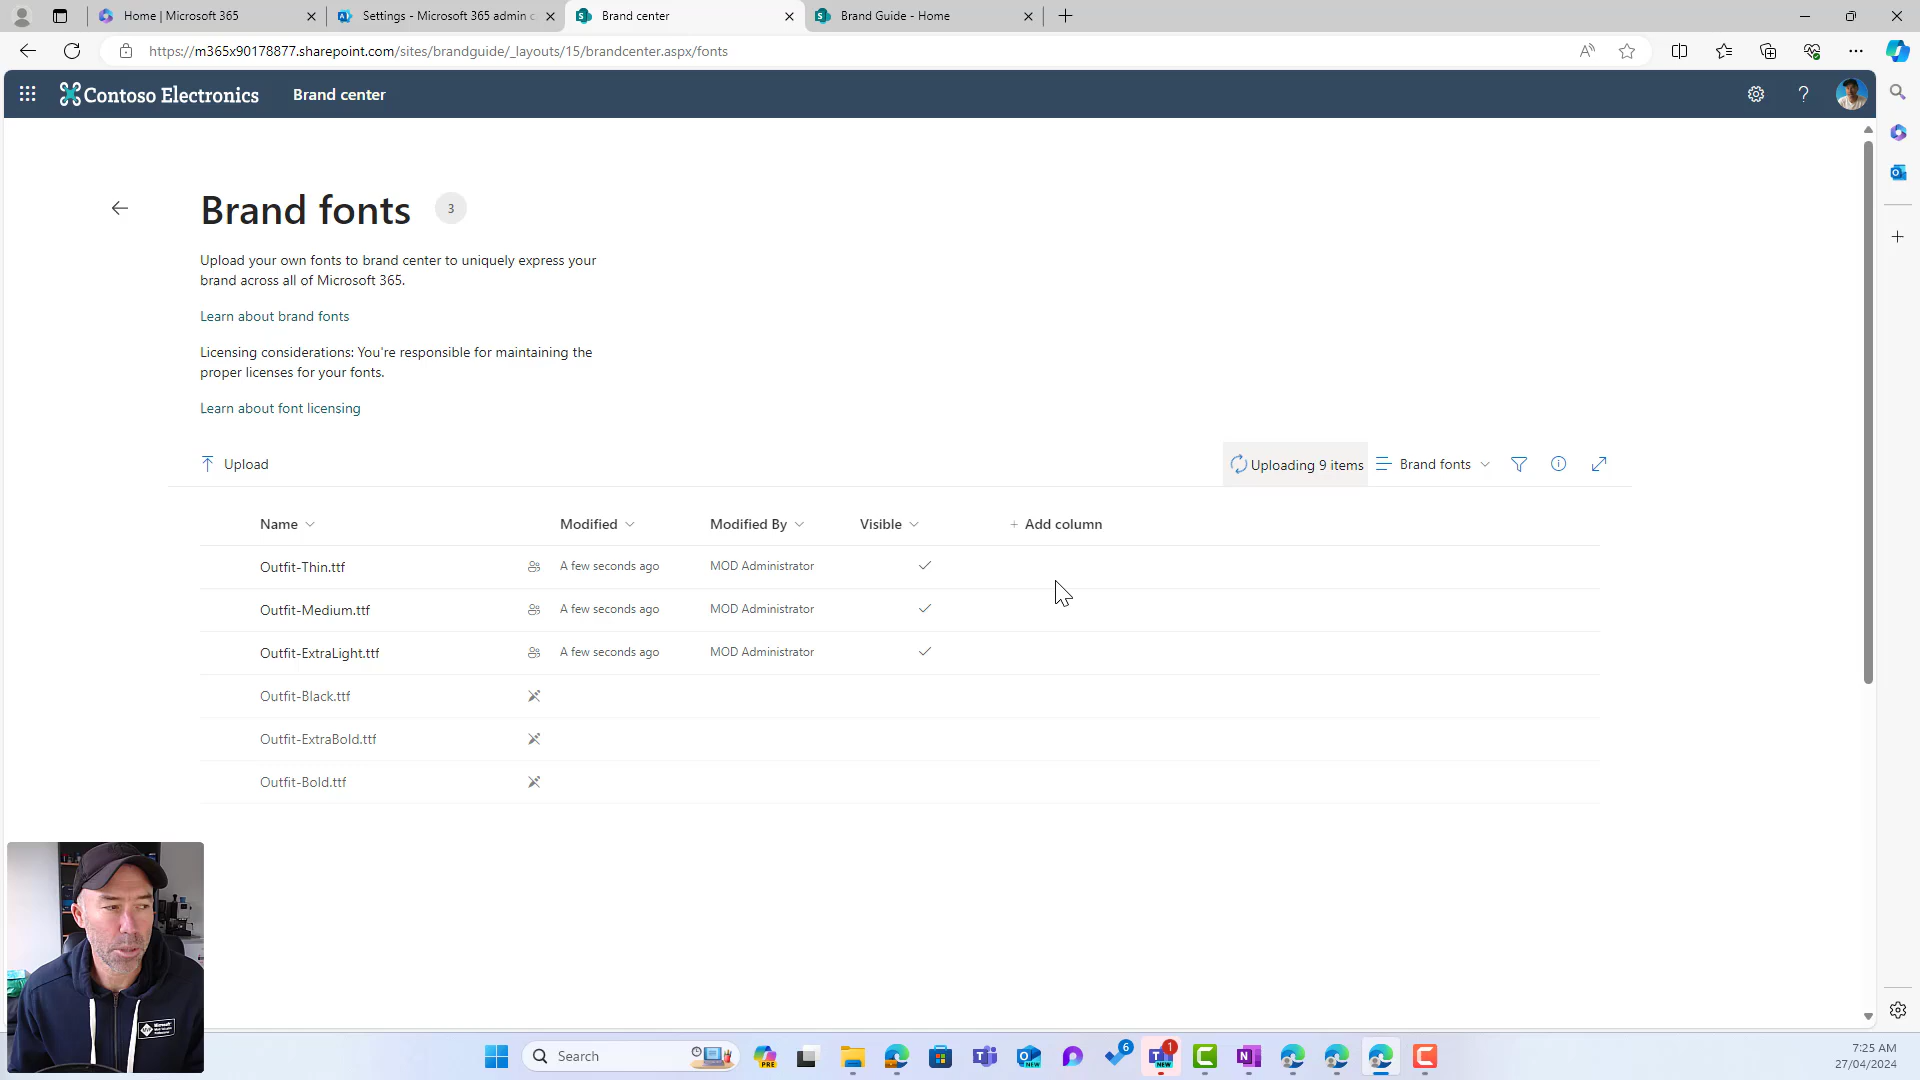 Home | Microsoft 365
Settings - Microsoft 365 admin c
Brand center
Brand Guide - Home
https://m365x90178877.sharepoint.com/sites/brandguide/_layouts/15/brandcenter.aspx/fonts
Contoso Electronics
Brand center
Brand fonts 3
Upload your own fonts to brand center to uniquely express your
brand across all of Microsoft 365.
Learn about brand fonts
Licensing considerations: You're responsible for maintaining the
proper licenses for your fonts.
Learn about font licensing
Upload
Uploading 9 items
Brand fonts
Name Modified Modified By Visible + Add column
Outfit-Thin.ttf A few seconds ago MOD Administrator
Outfit-Medium.ttf A few seconds ago MOD Administrator
Outfit-ExtraLight.ttf A few seconds ago MOD Administrator
Outfit-Black.ttf
Outfit-ExtraBold.ttf
Outfit-Bold.ttf
Microsoft
Search
PRE
NEW
6
1
NEW
7:25 AM
27/04/2024